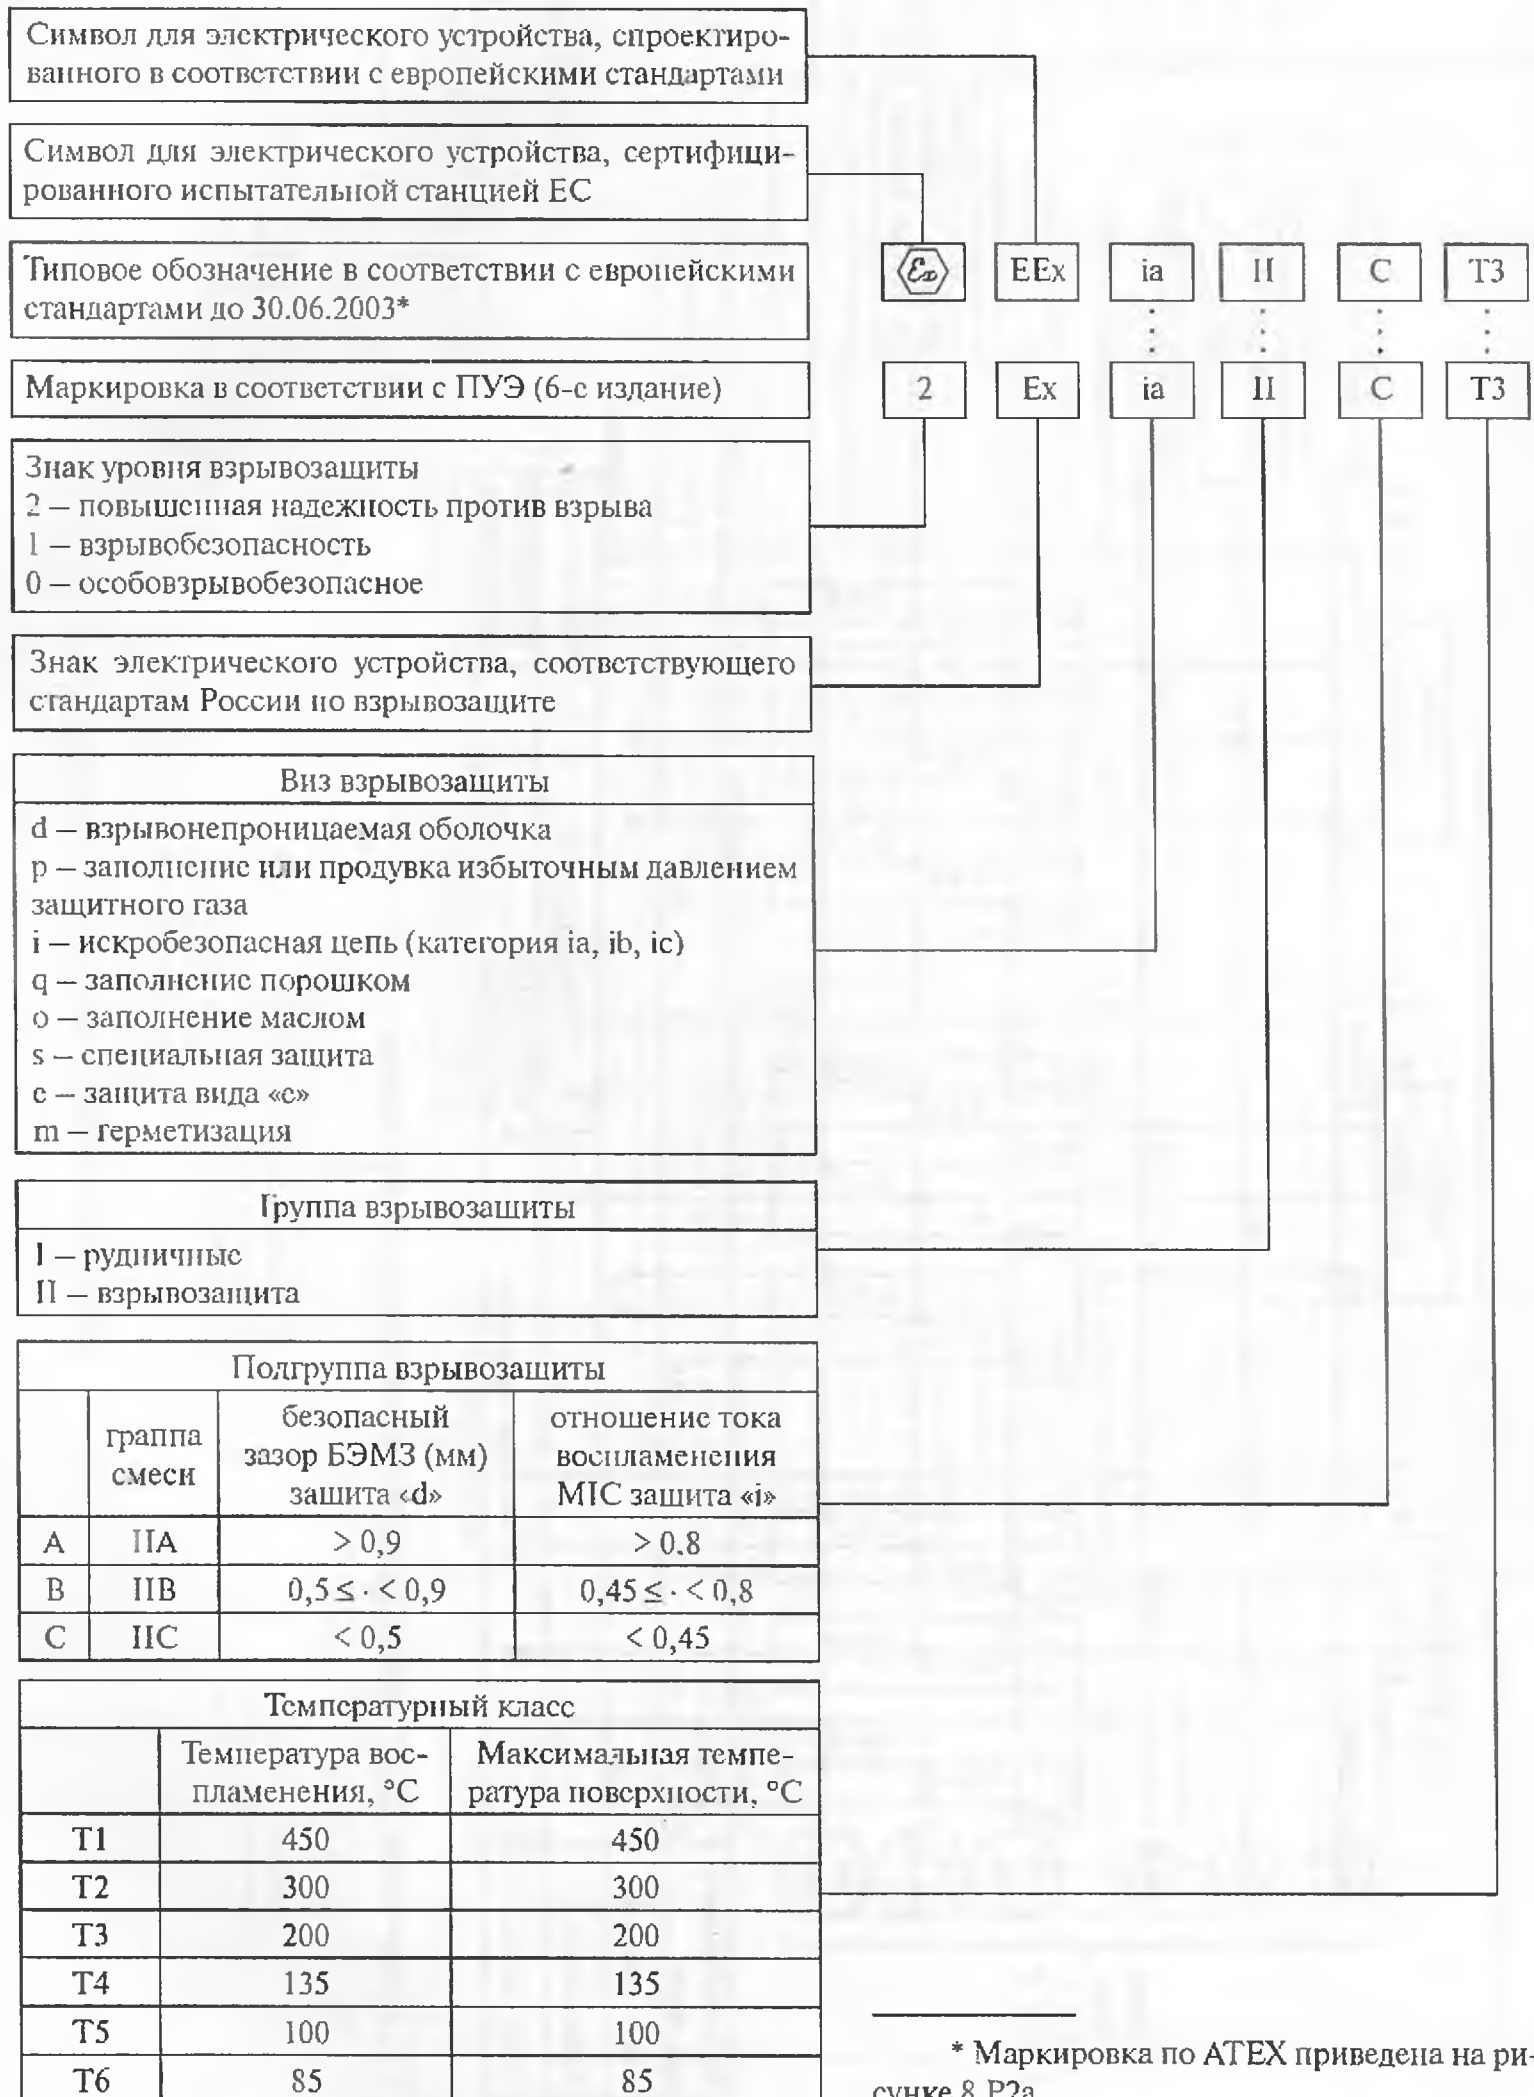 Символ для электрического устройства, спроектиро-
ванного в соответствии с европейскими стандартами
Символ для электрического устройства, сертифици-
рованного испытательной станцией ЕС
Типовое обозначение в соответствии с европейскими
стандартами до 30.06.2003*
Ex EEx ia II C T3
Маркировка в соответствии с ПУЭ (6-е издание)
2 Ex ia II C T3
Знак уровня взрывозащиты
2 – повышенная надежность против взрыва
1 – взрывобезопасность
0 – особовзрывобезопасное
Знак электрического устройства, соответствующего
стандартам России по взрывозащите
Виз взрывозащиты
d – взрывонепроницаемая оболочка
p – заполнение или продувка избыточным давлением
защитного газа
i – искробезопасная цепь (категория ia, ib, ic)
q – заполнение порошком
o – заполнение маслом
s – специальная защита
e – защита вида «e»
m – герметизация
Группа взрывозащиты
I – рудничные
II – взрывозащита
Подгруппа взрывозащиты
граппа
смеси
безопасный
зазор БЭМЗ (мм)
защита «d»
отношение тока
воспламенения
MIC защита «i»
A IIA > 0,9 > 0.8
B IIB 0,5 ≤ · < 0,9 0,45 ≤ · < 0,8
C IIC < 0,5 < 0,45
Температурный класс
Температура вос-
пламенения, °C
Максимальная темпе-
ратура поверхности, °C
T1 450 450
T2 300 300
T3 200 200
T4 135 135
T5 100 100
T6 85 85
* Маркировка по ATEX приведена на ри-
сунке 8.Р2а